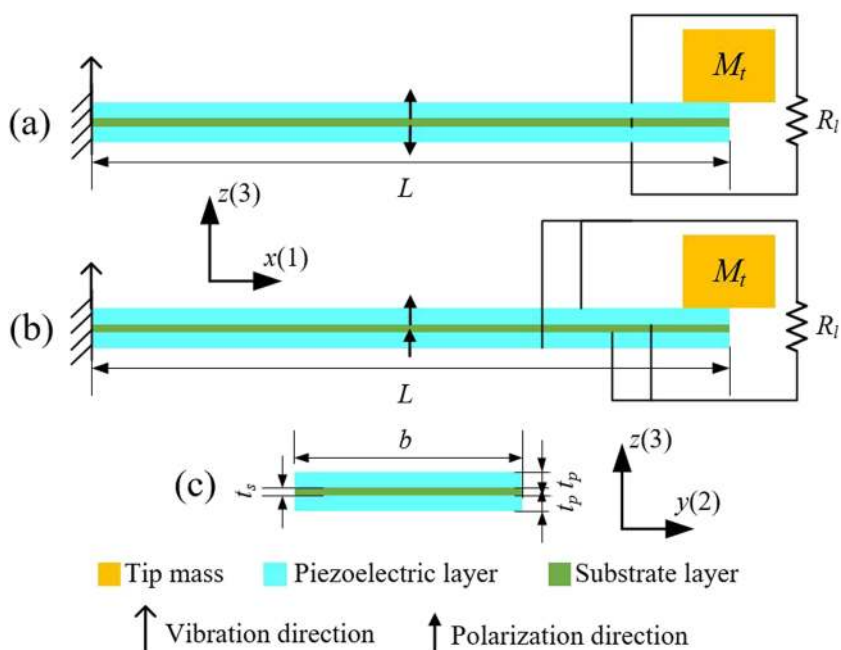 M_t
(a)
R_l
L
z(3)
x(1)
M_t
(b)
R_l
L
b
z(3)
(c)
t_s
t_p t_p
y(2)
Tip mass
Piezoelectric layer
Substrate layer
Vibration direction
Polarization direction